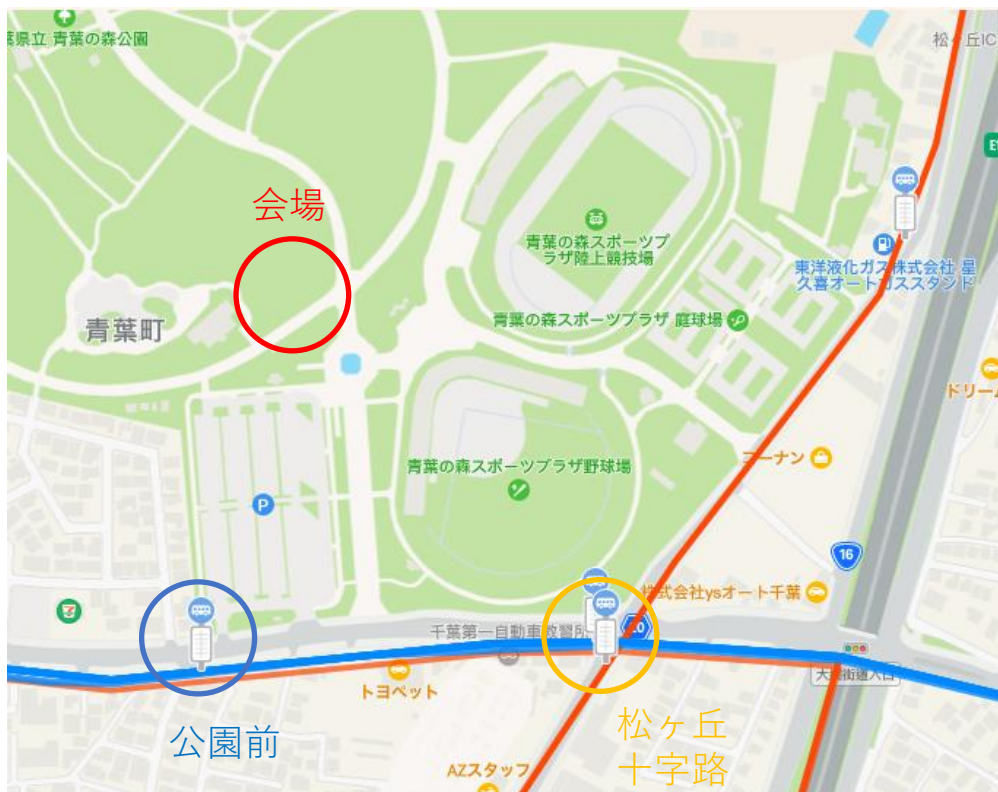 葉県立 青葉の森公園
松ヶ丘IC
会場
青葉の森スポーツプ
ラザ陸上競技場
東洋液化ガス株式会社 星
久喜オートガススタンド
青葉町
青葉の森スポーツプラザ 庭球場
ドリーム
コーナン
青葉の森スポーツプラザ野球場
P
16
株式会社ysオート千葉
千葉第一自動車教習所
20
トヨペット
公園前
松ヶ丘
十字路
AZスタッフ